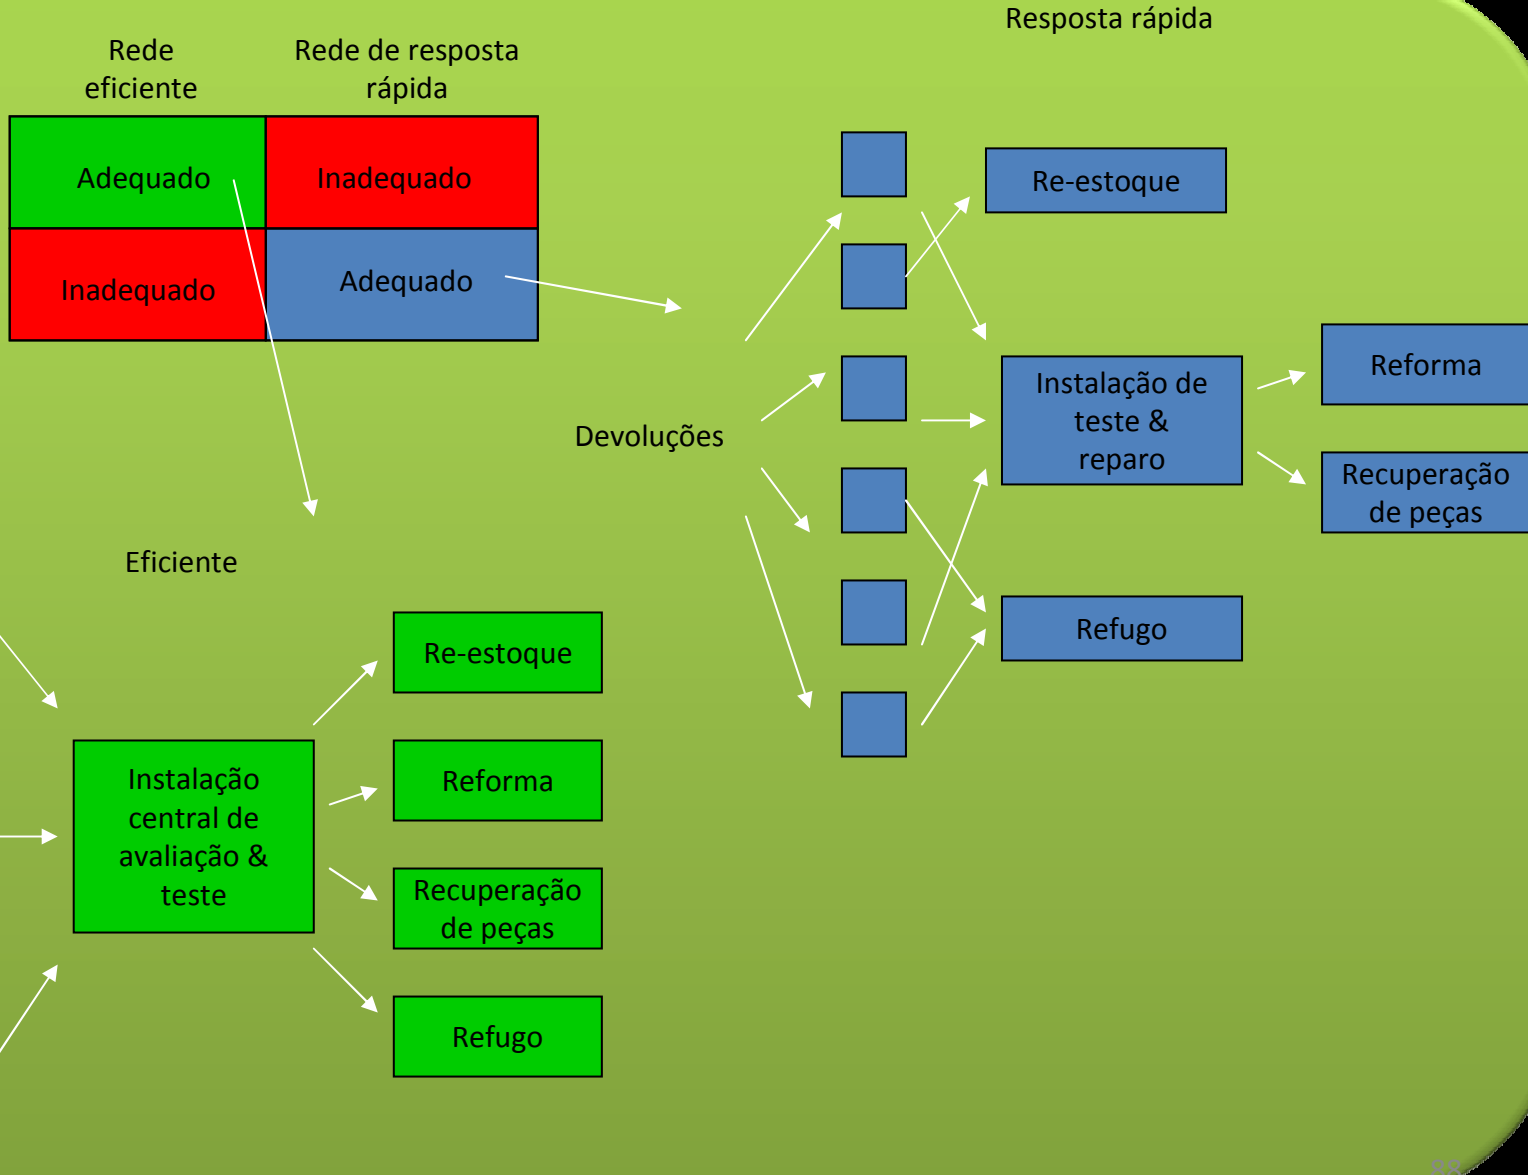 Resposta rápida
Rede
eficiente
Rede de resposta
rápida
Adequado
Inadequado
Inadequado
Adequado
Re-estoque
Devoluções
Instalação de
teste &
reparo
Reforma
Recuperação
de peças
Refugo
Eficiente
Instalação
central de
avaliação &
teste
Re-estoque
Reforma
Recuperação
de peças
Refugo
88